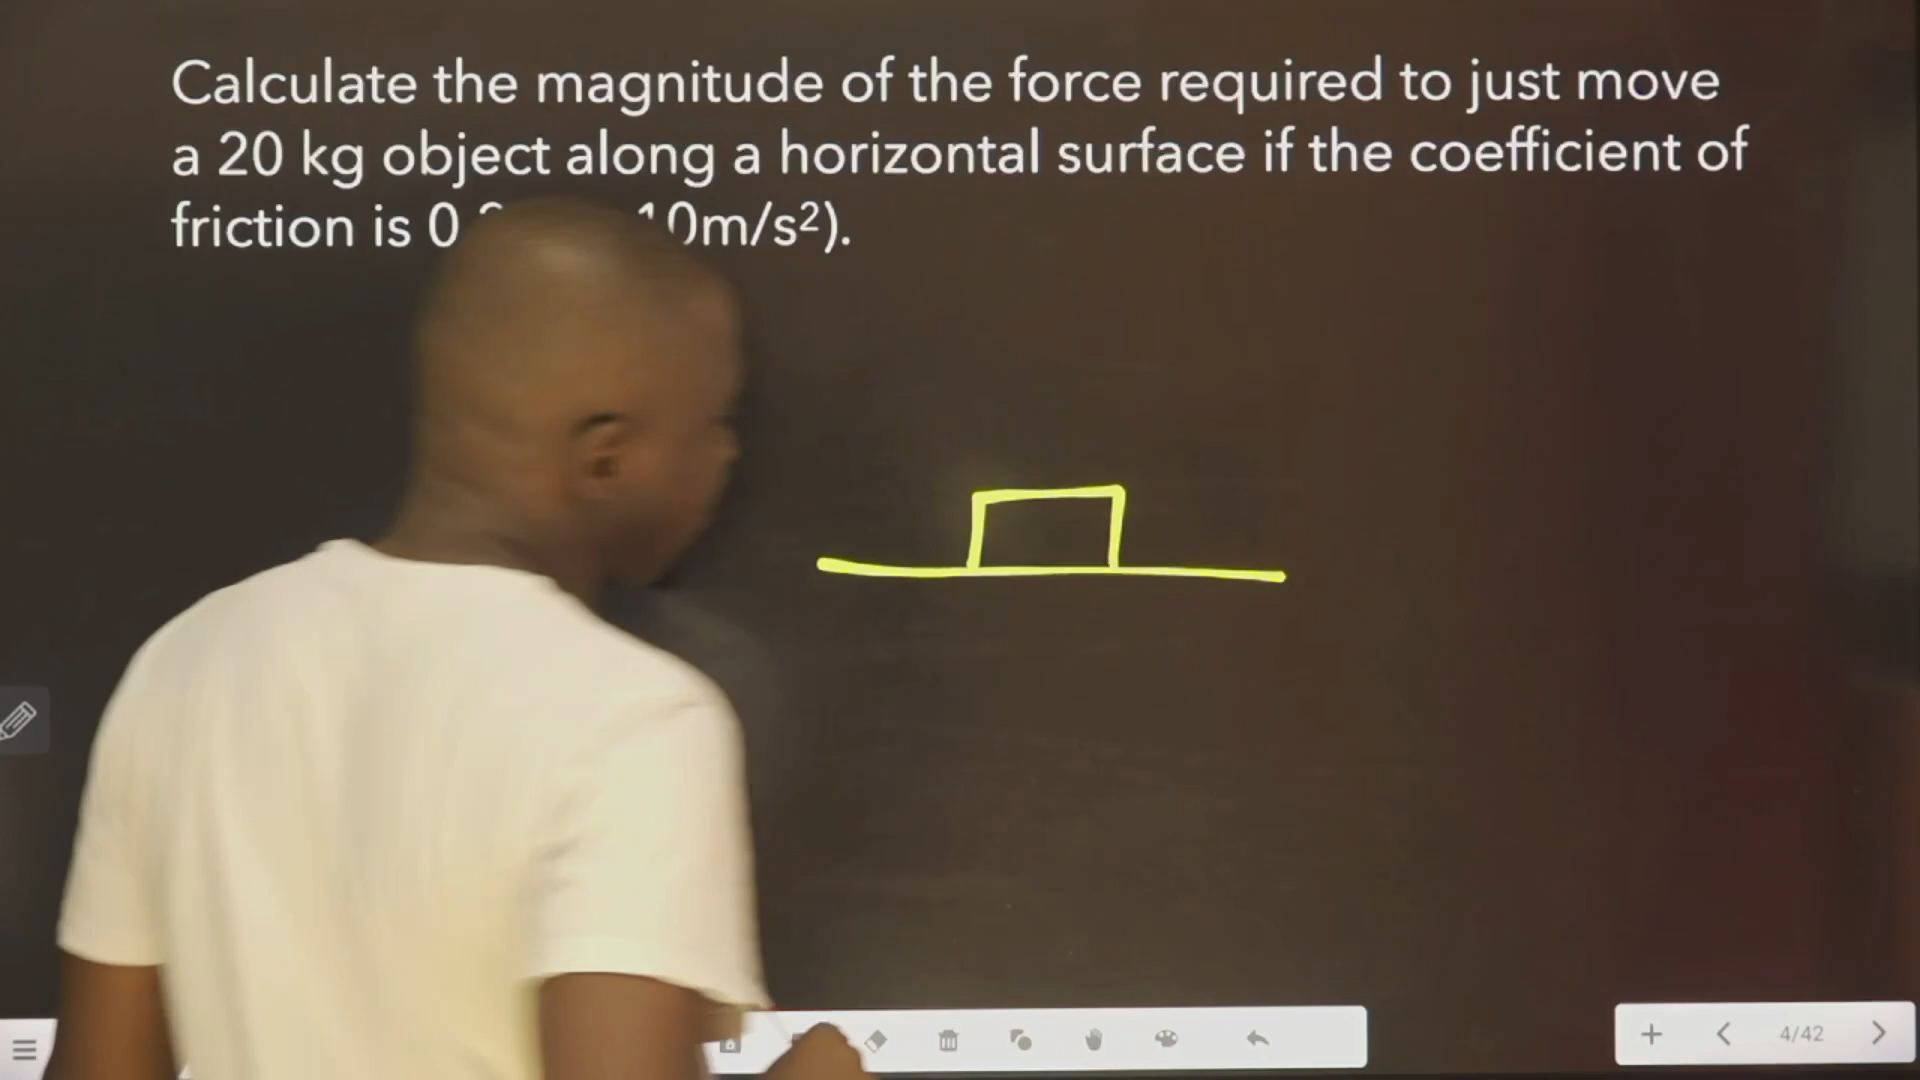 Calculate the magnitude of the force required to just move
a 20 kg object along a horizontal surface if the coefficient of
friction is 0 10m/s²).
4/42